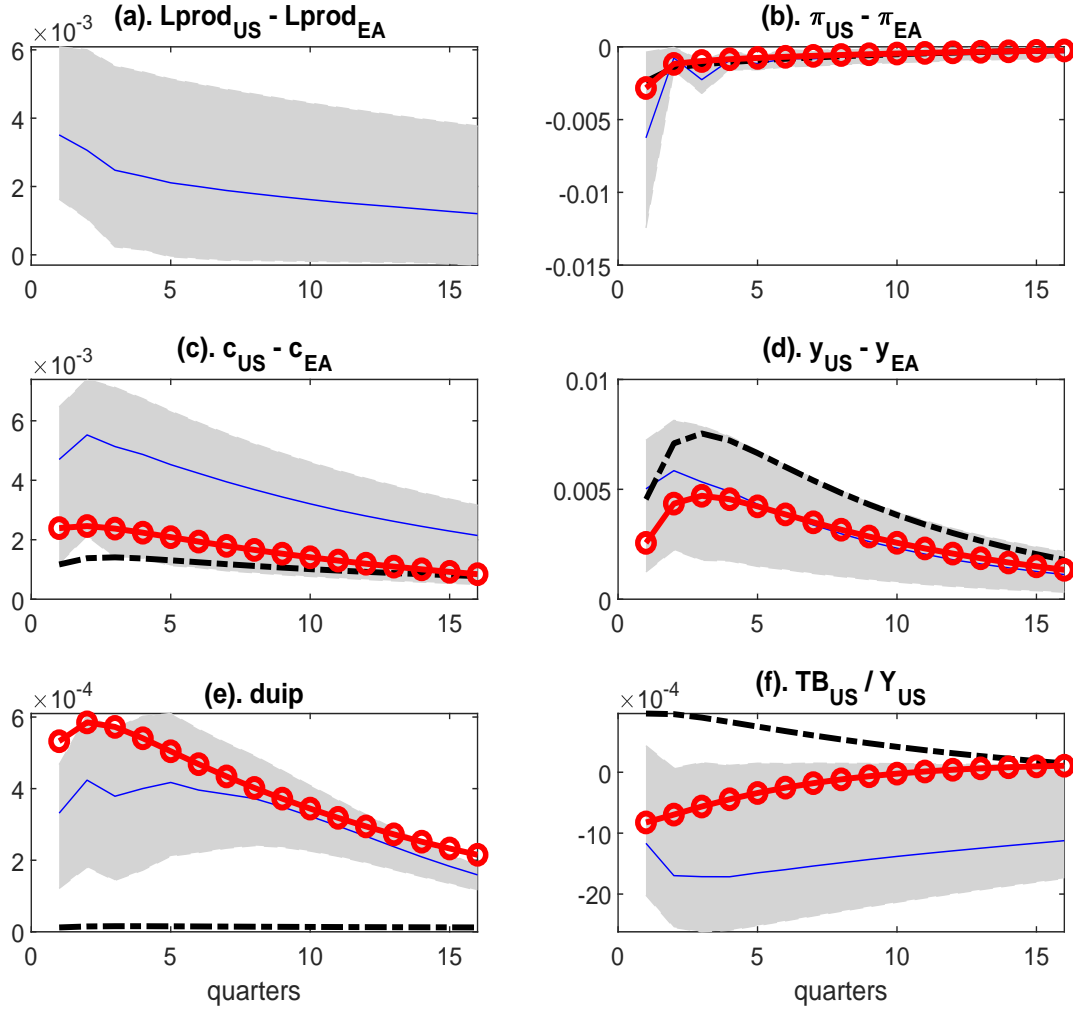 (a). Lprod_US - Lprod_EA
×10^-3
6
4
2
0
0 5 10 15
(b). π_US - π_EA
0
-0.005
-0.01
-0.015
0 5 10 15
(c). c_US - c_EA
×10^-3
6
4
2
0
0 5 10 15
(d). y_US - y_EA
0.01
0.005
0
0 5 10 15
(e). duip
×10^-4
6
4
2
0
0 5 10 15
quarters
(f). TB_US / Y_US
×10^-4
0
-10
-20
0 5 10 15
quarters